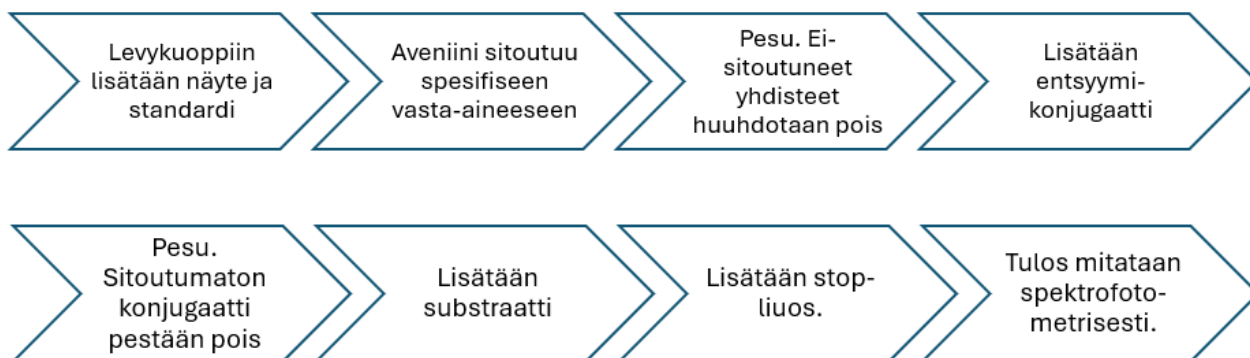 Levykuoppiin
lisätään näyte ja
standardi
Aveniini sitoutuu
spesifiseen
vasta-aineeseen
Pesu. Ei-
sitoutuneet
yhdisteet
huuhdotaan pois
Lisätään
entsyymi-
konjugaatti
Pesu.
Sitoutumaton
konjugaatti
pestään pois
Lisätään
substraatti
Lisätään stop-
liuos.
Tulos mitataan
spektrofoto-
metrisesti.